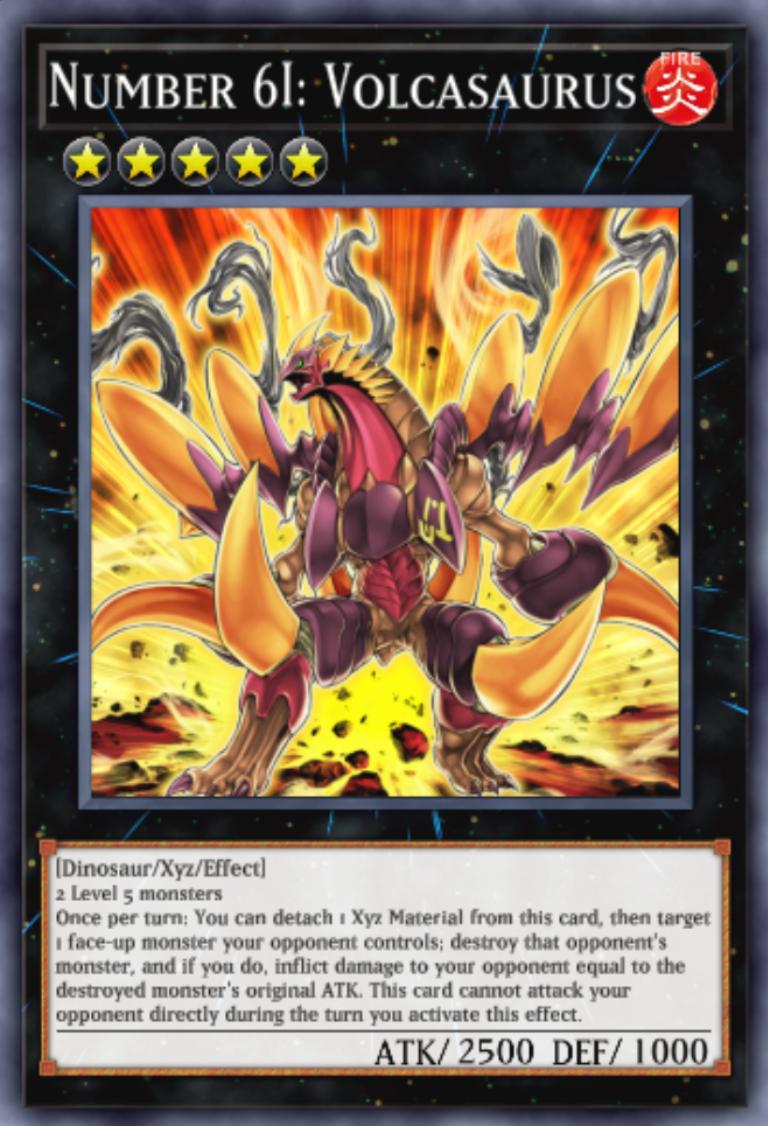 Number 61: Volcasaurus
FIRE
炎
61
[Dinosaur/Xyz/Effect]
2 Level 5 monsters
Once per turn: You can detach 1 Xyz Material from this card, then target
1 face-up monster your opponent controls; destroy that opponent's
monster, and if you do, inflict damage to your opponent equal to the
destroyed monster's original ATK. This card cannot attack your
opponent directly during the turn you activate this effect.
ATK/ 2500 DEF/ 1000